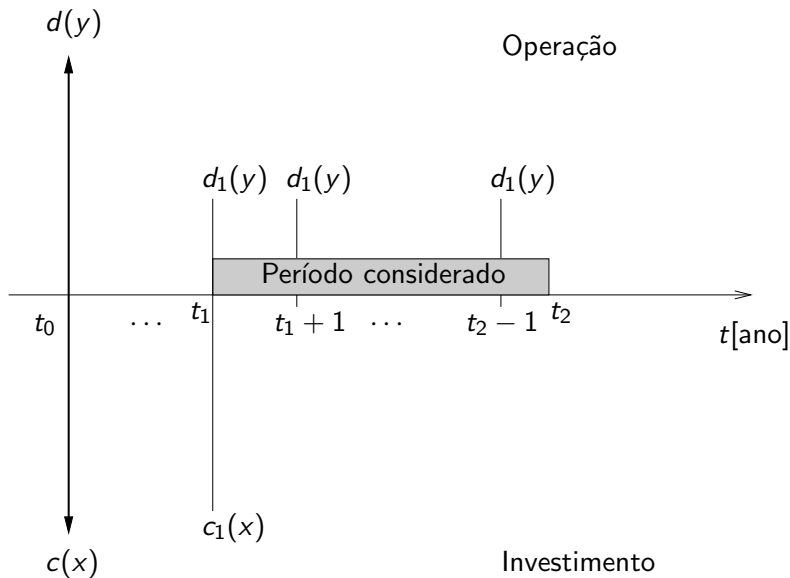 d(y)
Operação
d₁(y) d₁(y) d₁(y)
Período considerado
t₀ ... t₁ t₁ + 1 ... t₂ − 1 t₂
t[ano]
c₁(x)
c(x)
Investimento